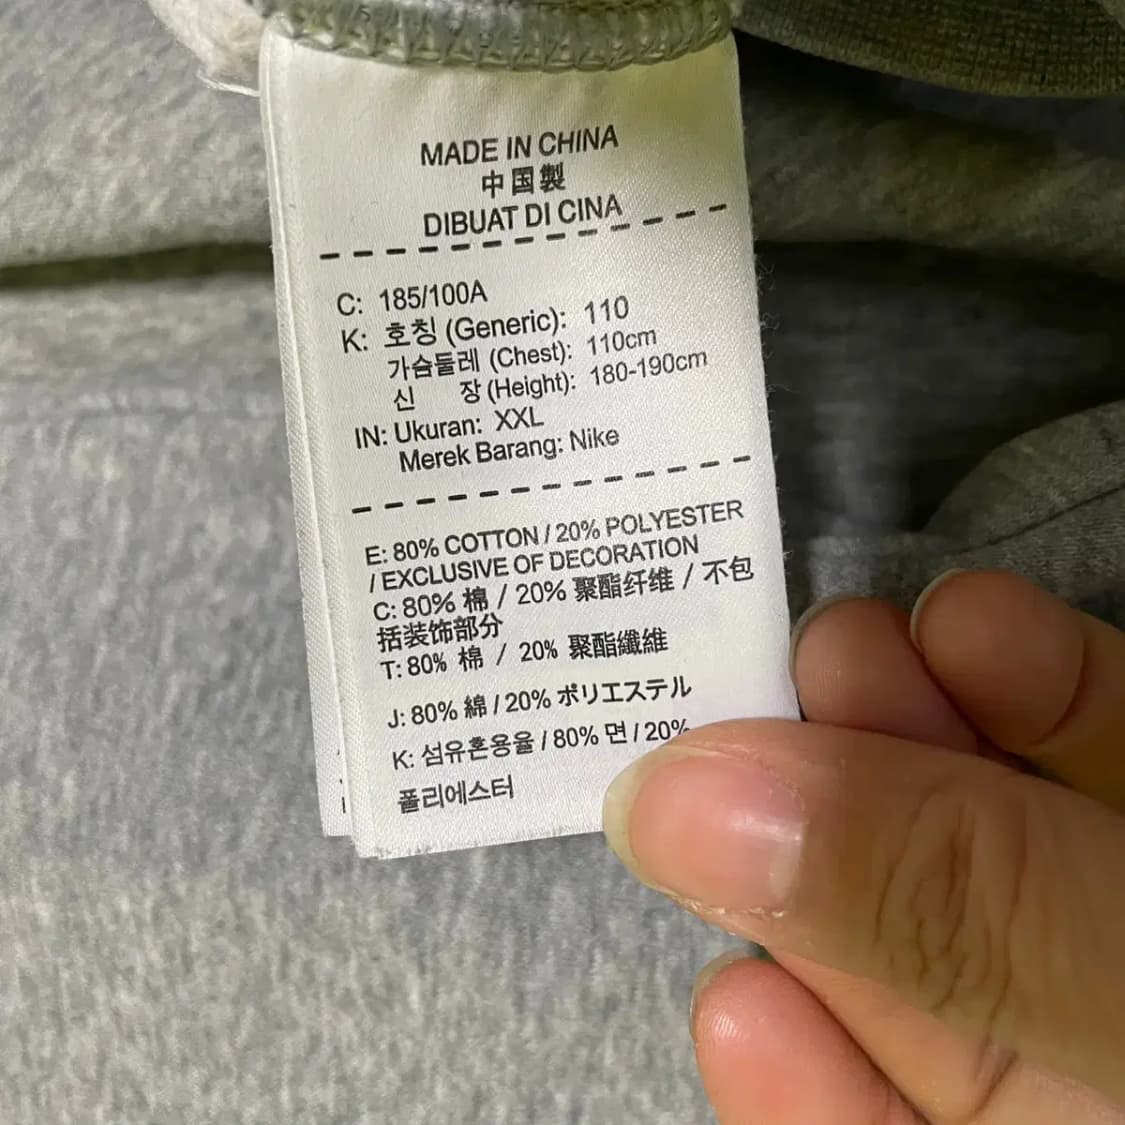 MADE IN CHINA
中国製
DIBUAT DI CINA
C: 185/100A
K: 호칭 (Generic): 110
가슴둘레 (Chest): 110cm
신 장 (Height): 180-190cm
IN: Ukuran: XXL
Merek Barang: Nike
E: 80% COTTON / 20% POLYESTER
/ EXCLUSIVE OF DECORATION
C: 80% 棉 / 20% 聚酯纤维 / 不包
括装饰部分
T: 80% 棉 / 20% 聚酯纖維
J: 80% 綿 / 20% ポリエステル
K: 섬유혼용율 / 80% 면 / 20%
폴리에스터